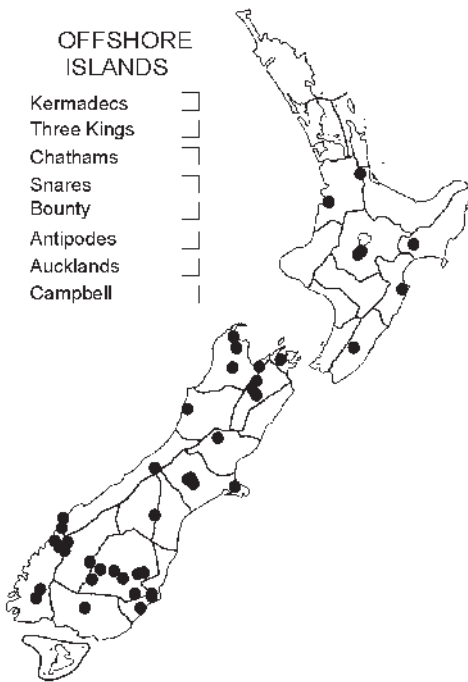 OFFSHORE
ISLANDS
Kermadecs
Three Kings
Chathams
Snares
Bounty
Antipodes
Aucklands
Campbell